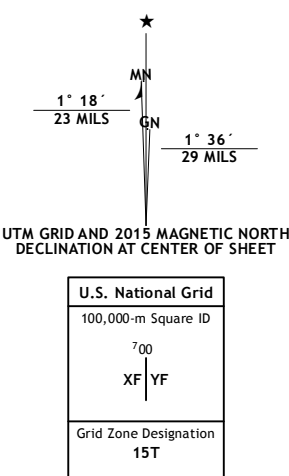 ★
MN
1° 18´
23 MILS
GN
1° 36´
29 MILS
UTM GRID AND 2015 MAGNETIC NORTH
DECLINATION AT CENTER OF SHEET
U.S. National Grid
100,000-m Square ID
⁷00
XF YF
Grid Zone Designation
15T